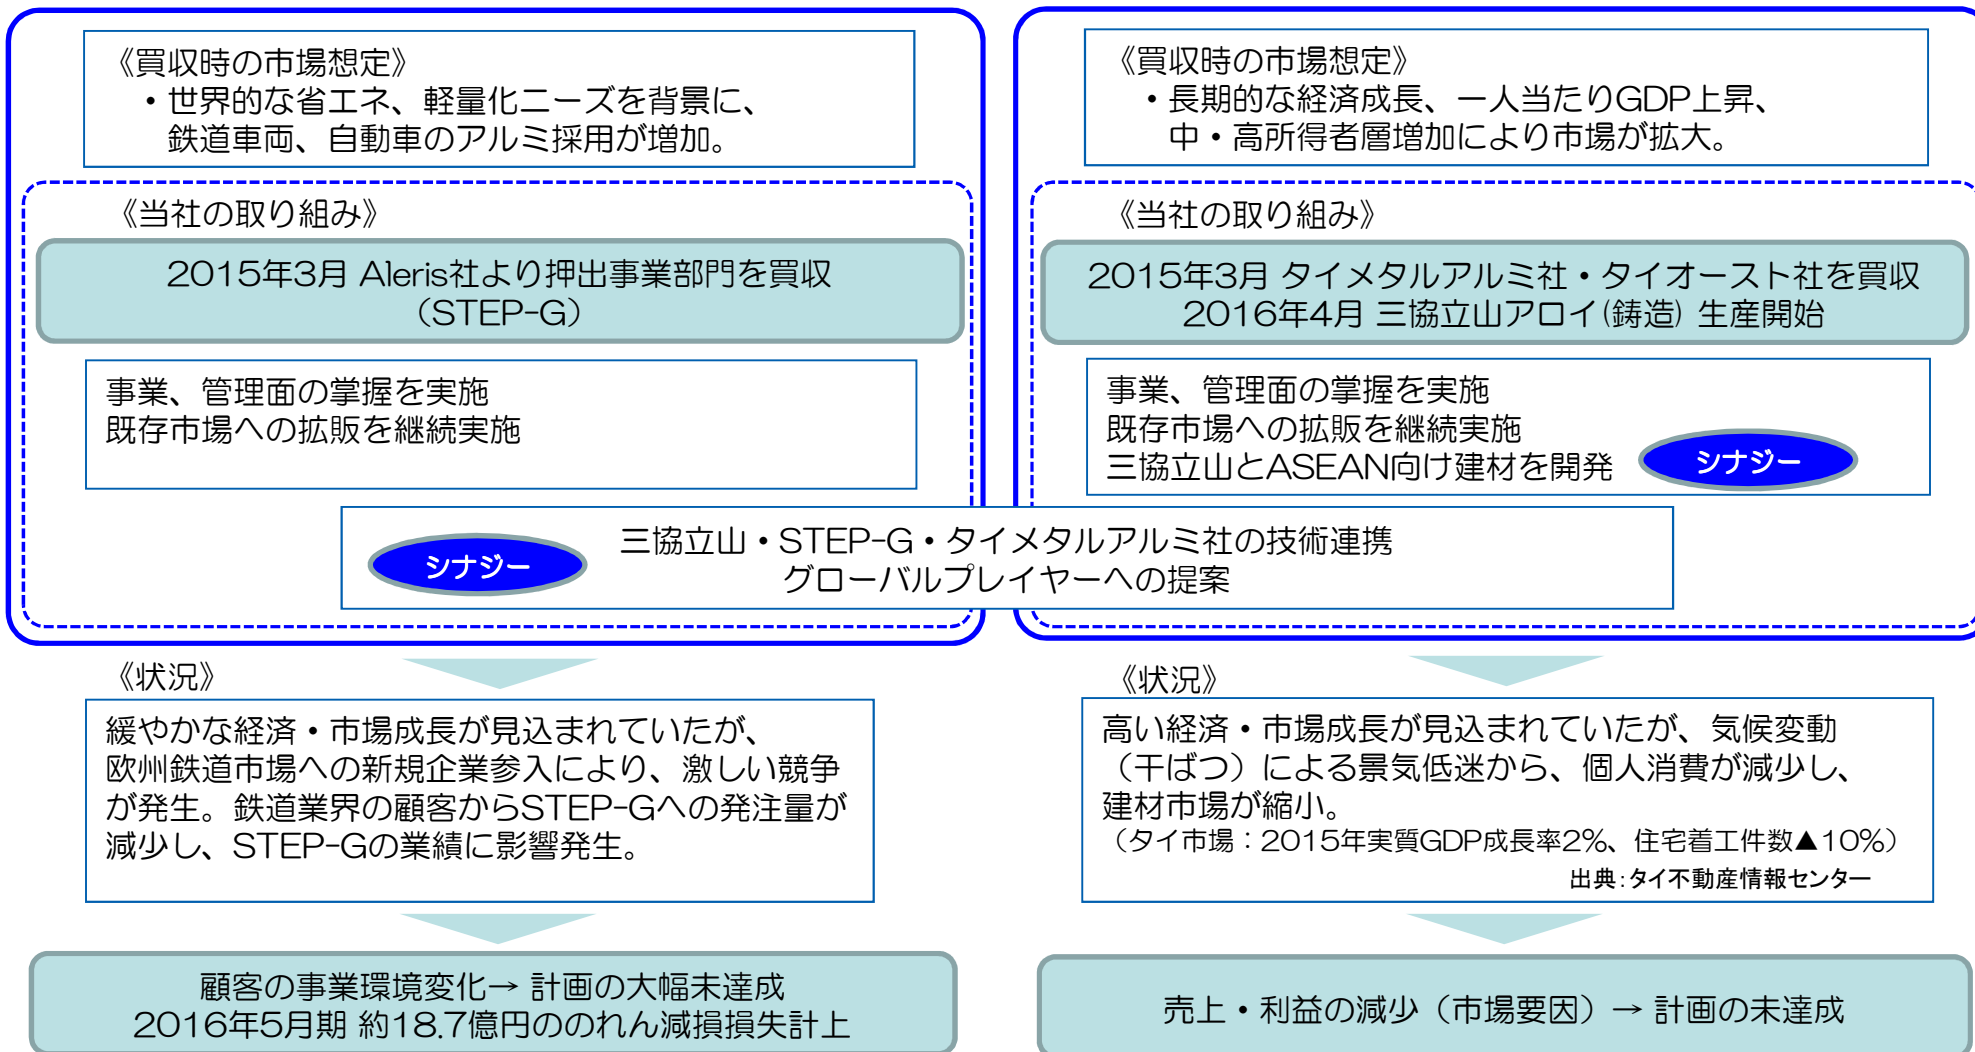 《買収時の市場想定》
・世界的な省エネ、軽量化ニーズを背景に、
鉄道車両、自動車のアルミ採用が増加。
《当社の取り組み》
2015年3月 Aleris社より押出事業部門を買収
（STEP-G）
事業、管理面の掌握を実施
既存市場への拡販を継続実施
《買収時の市場想定》
・長期的な経済成長、一人当たりGDP上昇、
中・高所得者層増加により市場が拡大。
《当社の取り組み》
2015年3月 タイメタルアルミ社・タイオースト社を買収
2016年4月 三協立山アロイ(鋳造) 生産開始
事業、管理面の掌握を実施
既存市場への拡販を継続実施
三協立山とASEAN向け建材を開発
シナジー
シナジー
三協立山・STEP-G・タイメタルアルミ社の技術連携
グローバルプレイヤーへの提案
《状況》
緩やかな経済・市場成長が見込まれていたが、
欧州鉄道市場への新規企業参入により、激しい競争
が発生。鉄道業界の顧客からSTEP-Gへの発注量が
減少し、STEP-Gの業績に影響発生。
顧客の事業環境変化→ 計画の大幅未達成
2016年5月期 約18.7億円ののれん減損損失計上
《状況》
高い経済・市場成長が見込まれていたが、気候変動
（干ばつ）による景気低迷から、個人消費が減少し、
建材市場が縮小。
（タイ市場：2015年実質GDP成長率2%、住宅着工件数▲10%）
出典：タイ不動産情報センター
売上・利益の減少（市場要因）→ 計画の未達成